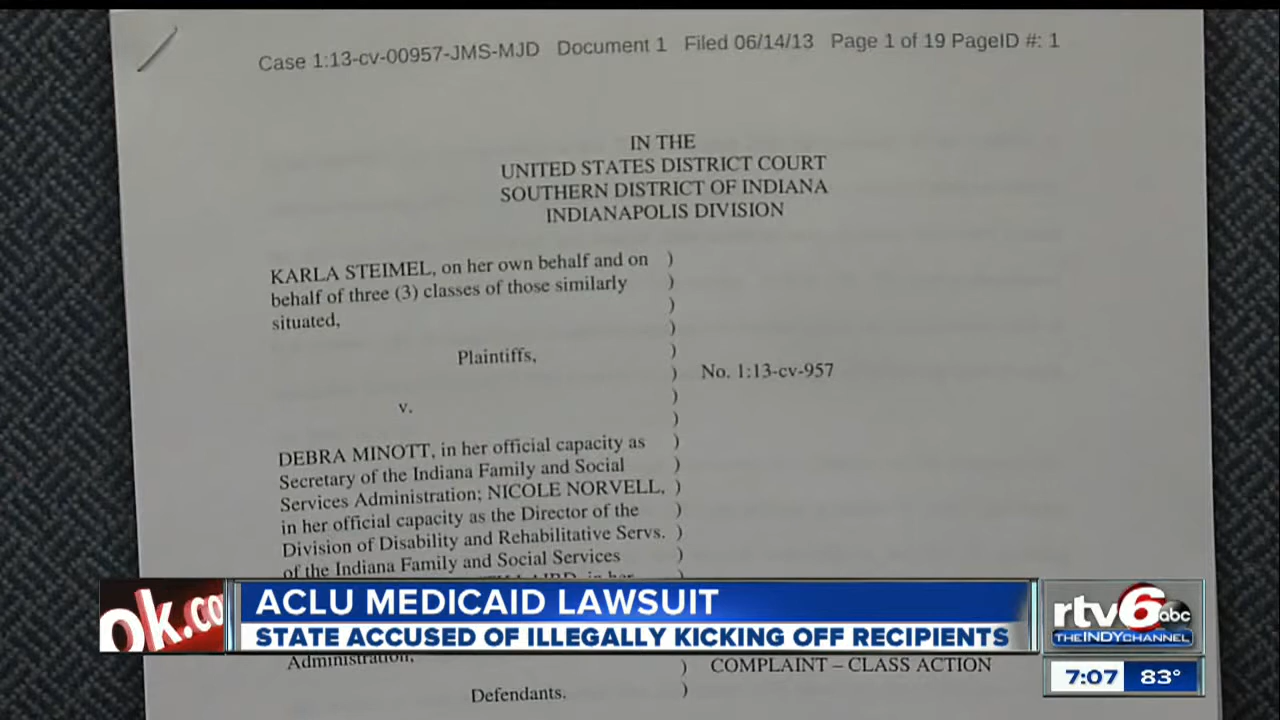 Case 1:13-cv-00957-JMS-MJD Document 1 Filed 06/14/13 Page 1 of 19 PageID #: 1
IN THE
UNITED STATES DISTRICT COURT
SOUTHERN DISTRICT OF INDIANA
INDIANAPOLIS DIVISION
KARLA STEIMEL, on her own behalf and on )
behalf of three (3) classes of those similarly )
situated, )
)
Plaintiffs, )
) No. 1:13-cv-957
)
v. )
)
DEBRA MINOTT, in her official capacity as )
Secretary of the Indiana Family and Social )
Services Administration; NICOLE NORVELL, )
in her official capacity as the Director of the )
Division of Disability and Rehabilitative Servs. )
of the Indiana Family and Social Services )
in her )
ok.co
ACLU MEDICAID LAWSUIT
STATE ACCUSED OF ILLEGALLY KICKING OFF RECIPIENTS
rtv6 abc
THEINDYCHANNEL
7:07 83°
Administration,
) COMPLAINT – CLASS ACTION
Defendants. )